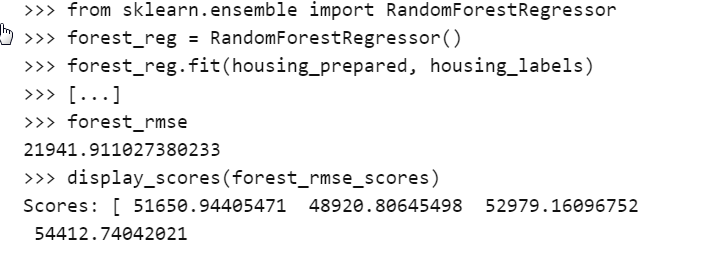 >>> from sklearn.ensemble import RandomForestRegressor
>>> forest_reg = RandomForestRegressor()
>>> forest_reg.fit(housing_prepared, housing_labels)
>>> [...]
>>> forest_rmse
21941.911027380233
>>> display_scores(forest_rmse_scores)
Scores: [ 51650.94405471  48920.80645498  52979.16096752
 54412.74042021